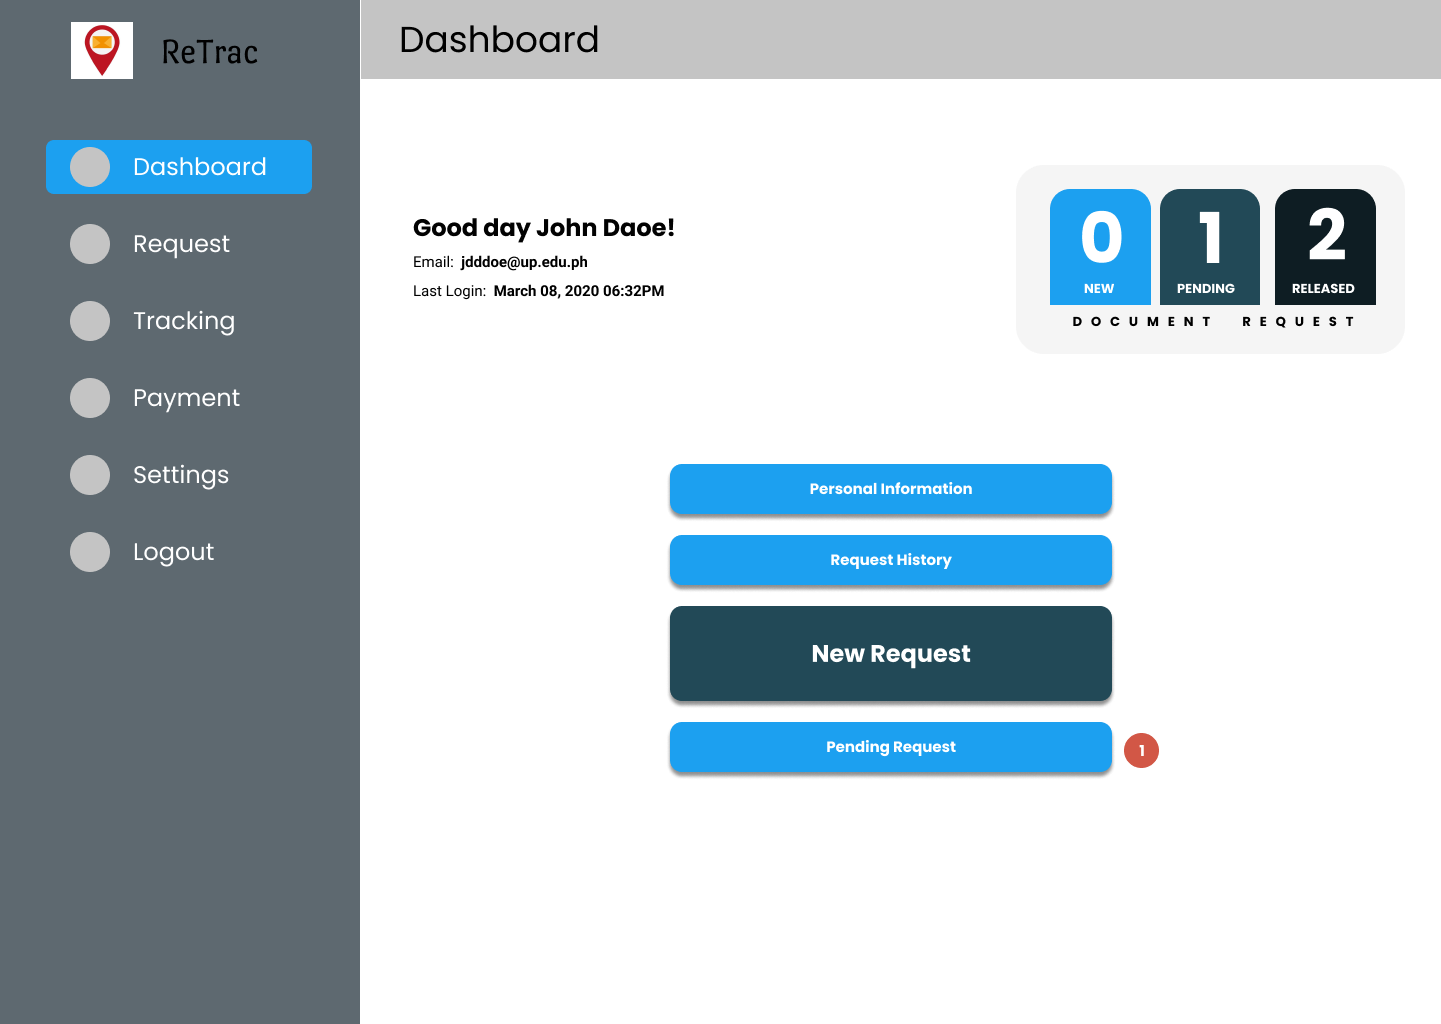 ReTrac
Dashboard
Dashboard
Request
Tracking
Payment
Settings
Logout
Good day John Daoe!
Email: jdddoe@up.edu.ph
Last Login: March 08, 2020 06:32PM
0 1 2
NEW PENDING RELEASED
DOCUMENT REQUEST
Personal Information
Request History
New Request
Pending Request 1